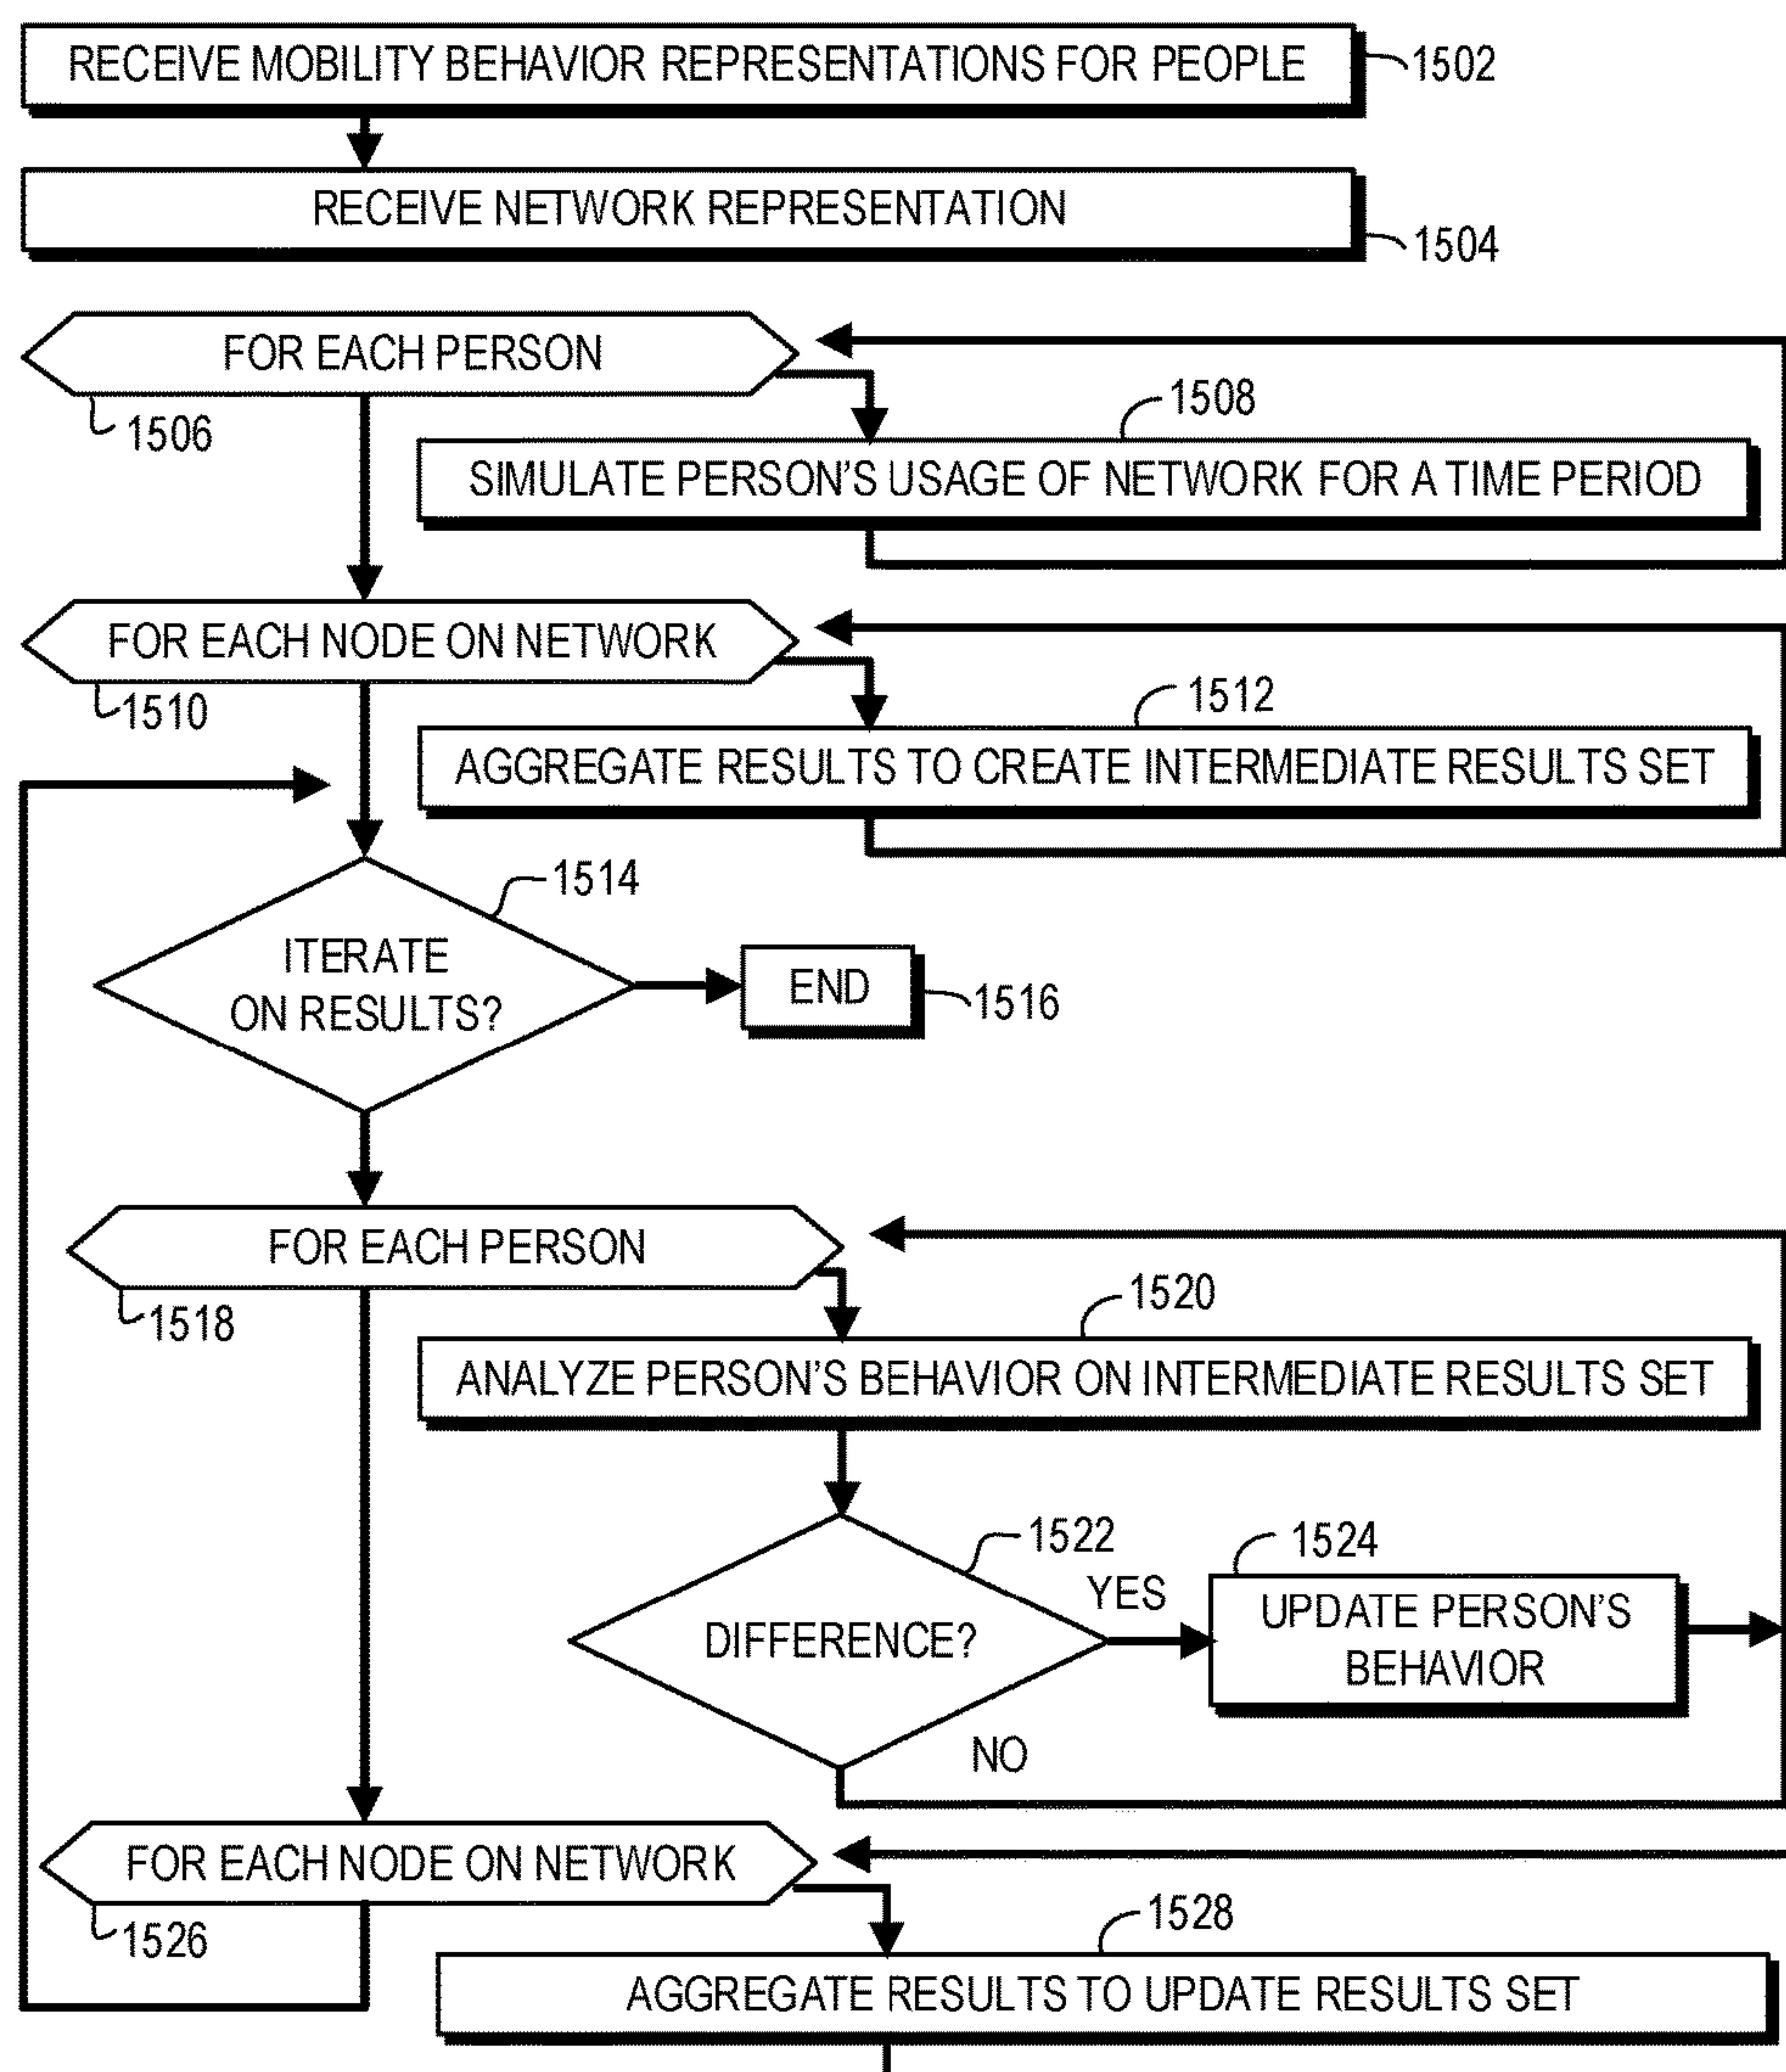 RECEIVE MOBILITY BEHAVIOR REPRESENTATIONS FOR PEOPLE
1502
RECEIVE NETWORK REPRESENTATION
1504
FOR EACH PERSON
1506
1508
SIMULATE PERSON'S USAGE OF NETWORK FOR A TIME PERIOD
FOR EACH NODE ON NETWORK
1510
1512
AGGREGATE RESULTS TO CREATE INTERMEDIATE RESULTS SET
1514
ITERATE
ON RESULTS?
END
1516
FOR EACH PERSON
1518
1520
ANALYZE PERSON'S BEHAVIOR ON INTERMEDIATE RESULTS SET
1522
DIFFERENCE?
YES
1524
UPDATE PERSON'S
BEHAVIOR
NO
FOR EACH NODE ON NETWORK
1526
1528
AGGREGATE RESULTS TO UPDATE RESULTS SET